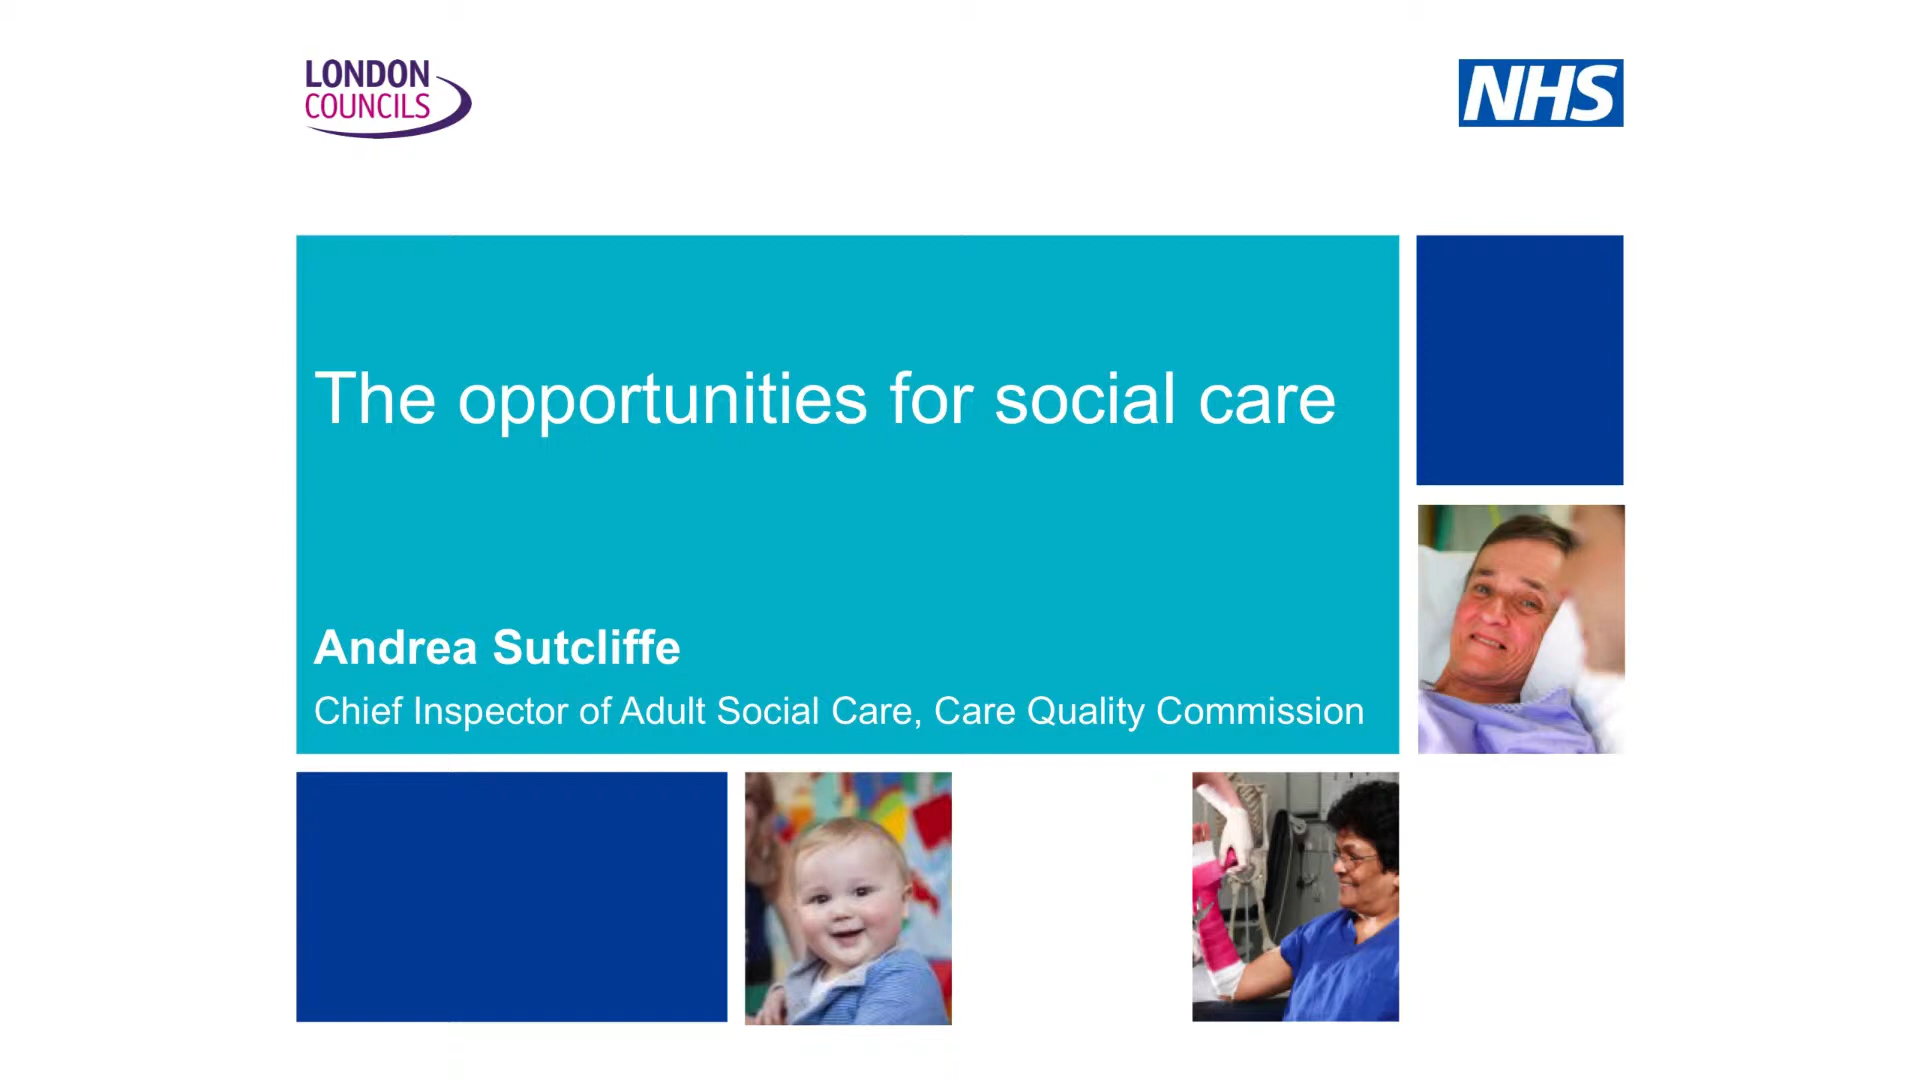 LONDON
COUNCILS
NHS
The opportunities for social care
Andrea Sutcliffe
Chief Inspector of Adult Social Care, Care Quality Commission